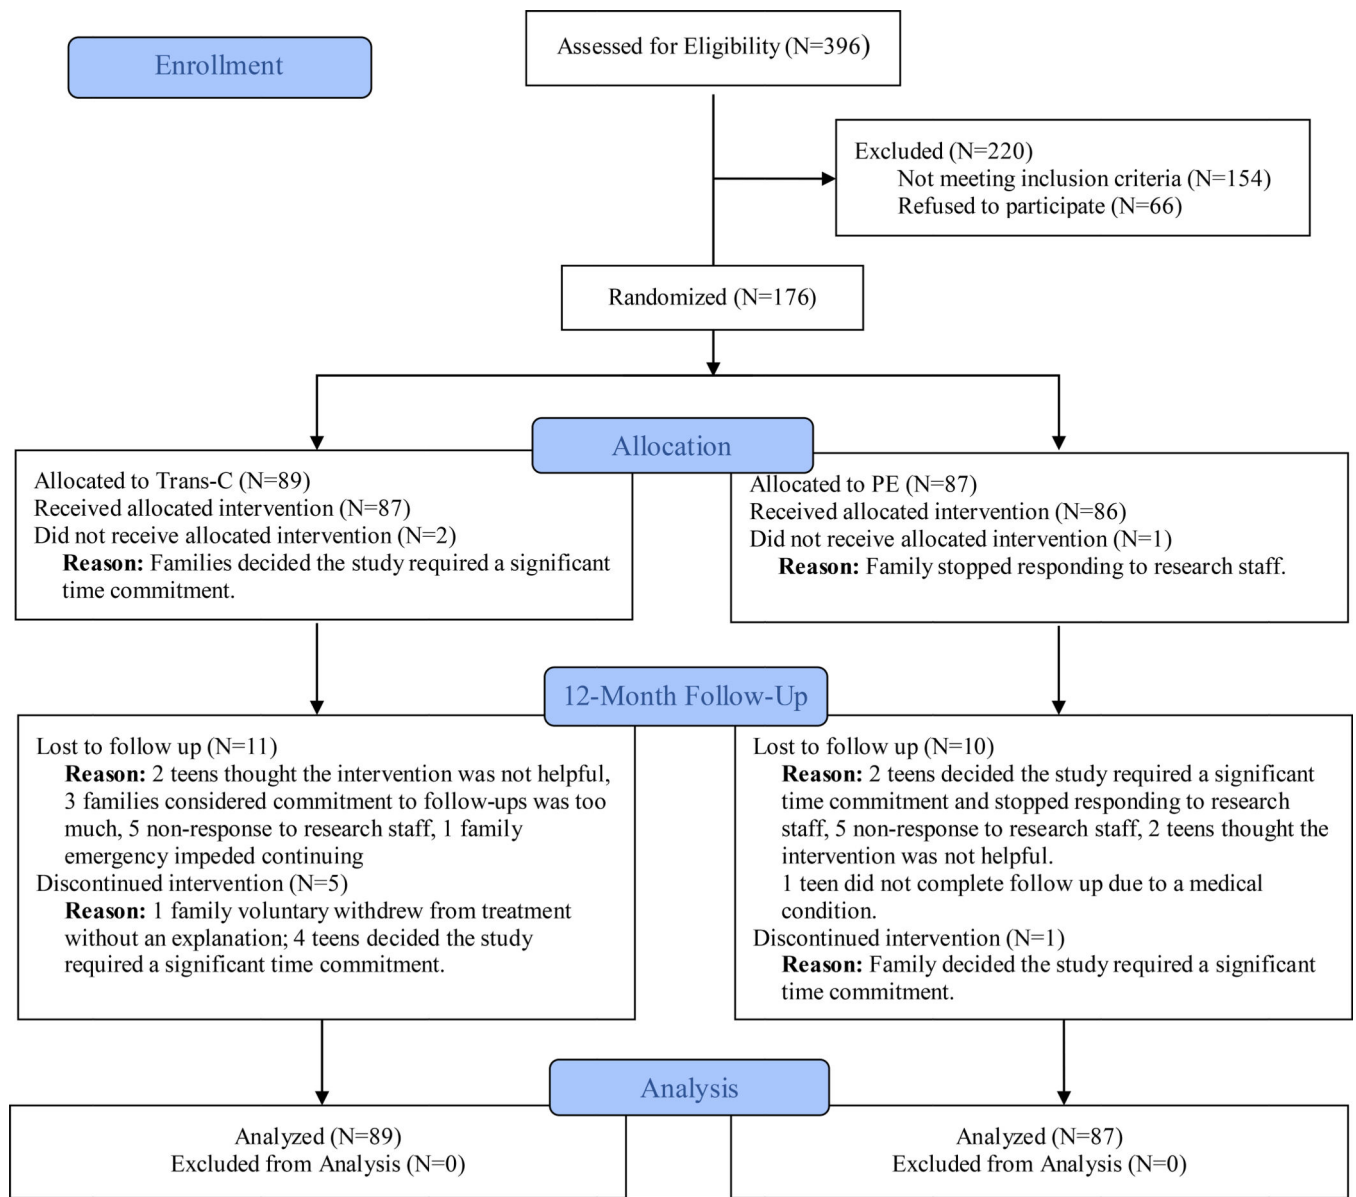 Enrollment
Assessed for Eligibility (N=396)
Excluded (N=220)
Not meeting inclusion criteria (N=154)
Refused to participate (N=66)
Randomized (N=176)
Allocation
Allocated to Trans-C (N=89)
Received allocated intervention (N=87)
Did not receive allocated intervention (N=2)
Reason: Families decided the study required a significant
time commitment.
Allocated to PE (N=87)
Received allocated intervention (N=86)
Did not receive allocated intervention (N=1)
Reason: Family stopped responding to research staff.
12-Month Follow-Up
Lost to follow up (N=11)
Reason: 2 teens thought the intervention was not helpful,
3 families considered commitment to follow-ups was too
much, 5 non-response to research staff, 1 family
emergency impeded continuing
Discontinued intervention (N=5)
Reason: 1 family voluntary withdrew from treatment
without an explanation; 4 teens decided the study
required a significant time commitment.
Lost to follow up (N=10)
Reason: 2 teens decided the study required a significant
time commitment and stopped responding to research
staff, 5 non-response to research staff, 2 teens thought the
intervention was not helpful.
1 teen did not complete follow up due to a medical
condition.
Discontinued intervention (N=1)
Reason: Family decided the study required a significant
time commitment.
Analysis
Analyzed (N=89)
Excluded from Analysis (N=0)
Analyzed (N=87)
Excluded from Analysis (N=0)